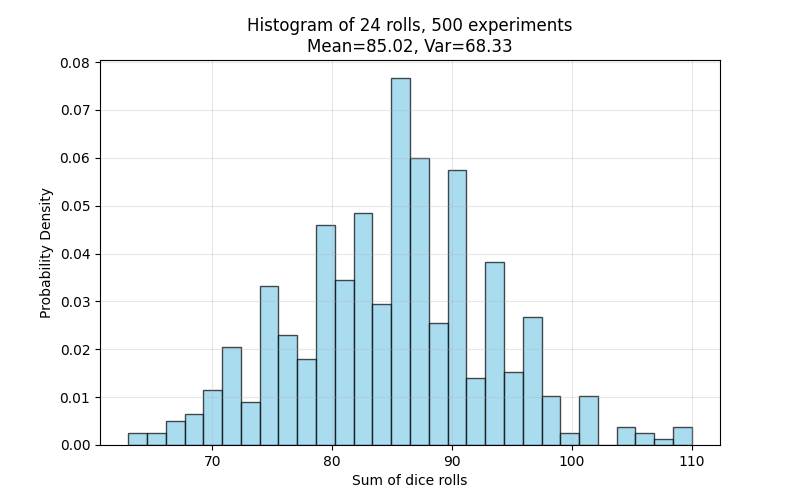 Histogram of 24 rolls, 500 experiments
Mean=85.02, Var=68.33
0.08
0.07
0.06
0.05
0.04
0.03
0.02
0.01
0.00
Probability Density
70 80 90 100 110
Sum of dice rolls